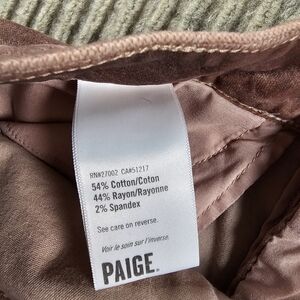 RN#27002 CA#51217
54% Cotton/Coton
44% Rayon/Rayonne
2% Spandex
See care on reverse.
Voir le soin sur l'inverse.
PAIGE